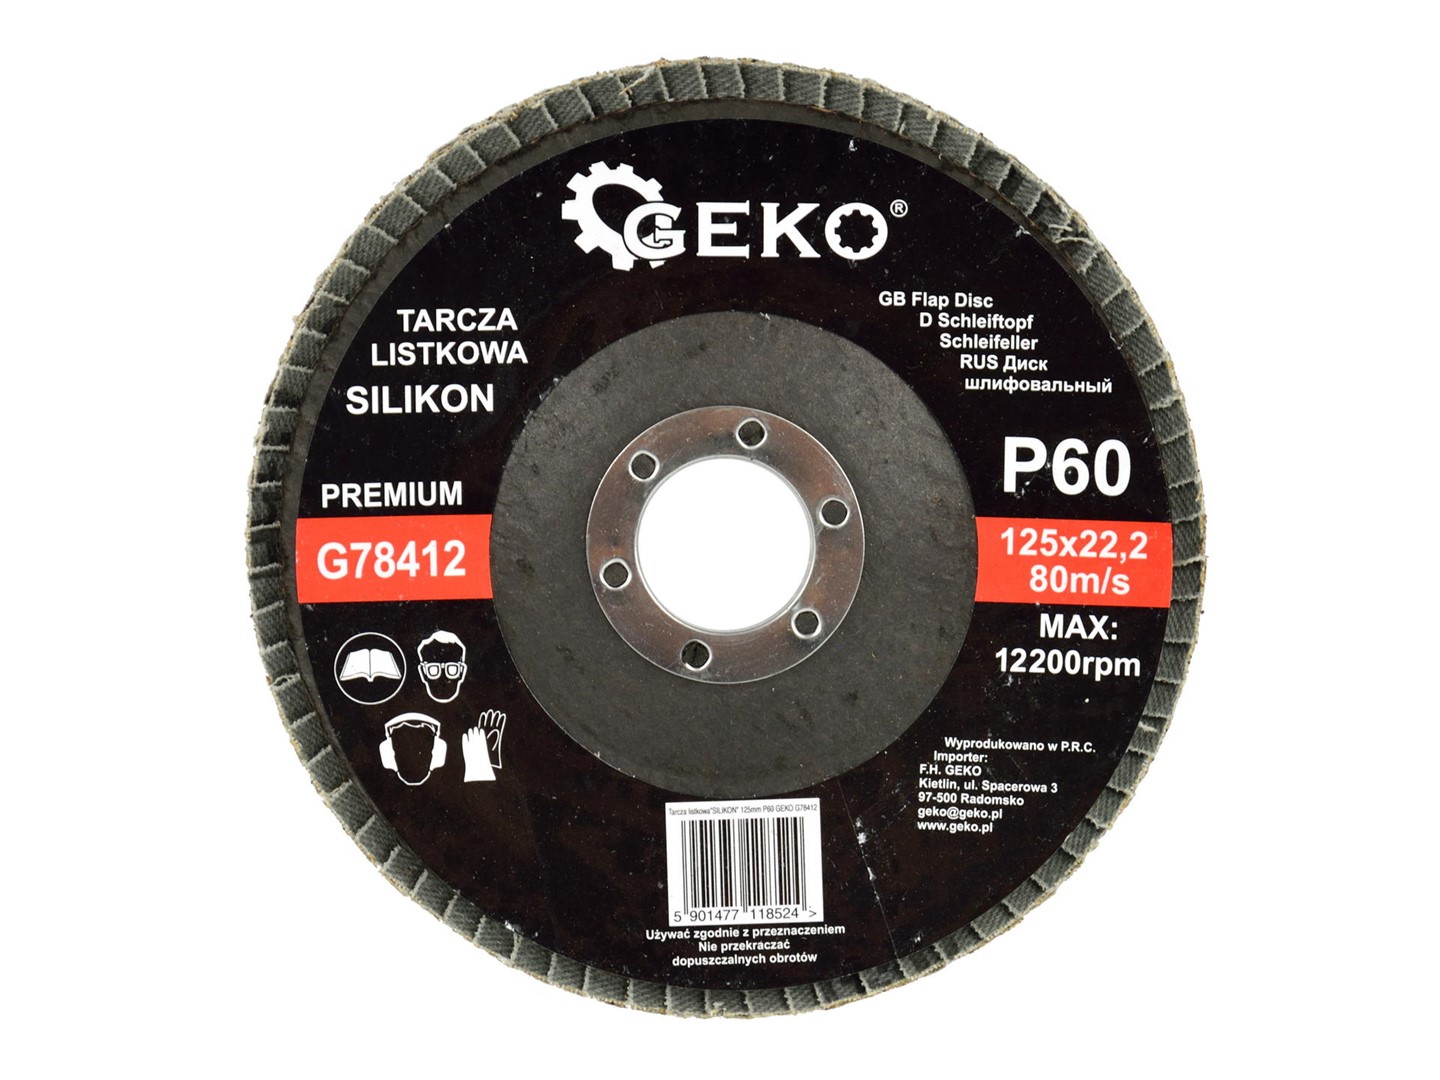 GEKO®
TARCZA
LISTKOWA
SILIKON
PREMIUM
G78412
GB Flap Disc
D Schleiftopf
Schleifeller
RUS Диск
шлифовальный
P60
125x22,2
80m/s
MAX:
12200rpm
Wyprodukowano w P.R.C.
Importer:
F.H. GEKO
Kietlin, ul. Spacerowa 3
97-500 Radomsko
geko@geko.pl
www.geko.pl
Tarcza listkowa"SILIKON" 125mm P60 GEKO G78412
5 901477 118524 >
Używać zgodnie z przeznaczeniem
Nie przekraczać
dopuszczalnych obrotów